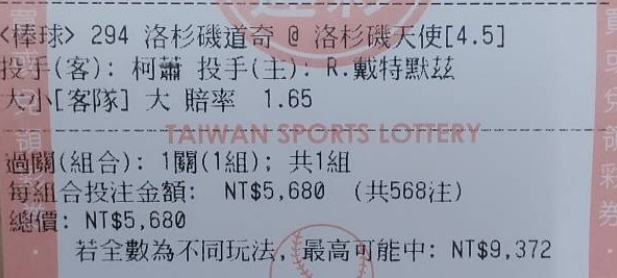 <棒球> 294 洛杉磯道奇 @ 洛杉磯天使[4.5]
投手(客): 柯蕭 投手(主): R.戴特默茲
大小[客隊] 大 賠率 1.65
TAIWAN SPORTS LOTTERY
過關(組合): 1關(1組); 共1組
每組合投注金額: NT$5,680 (共568注)
總價: NT$5,680
若全數為不同玩法, 最高可能中: NT$9,372